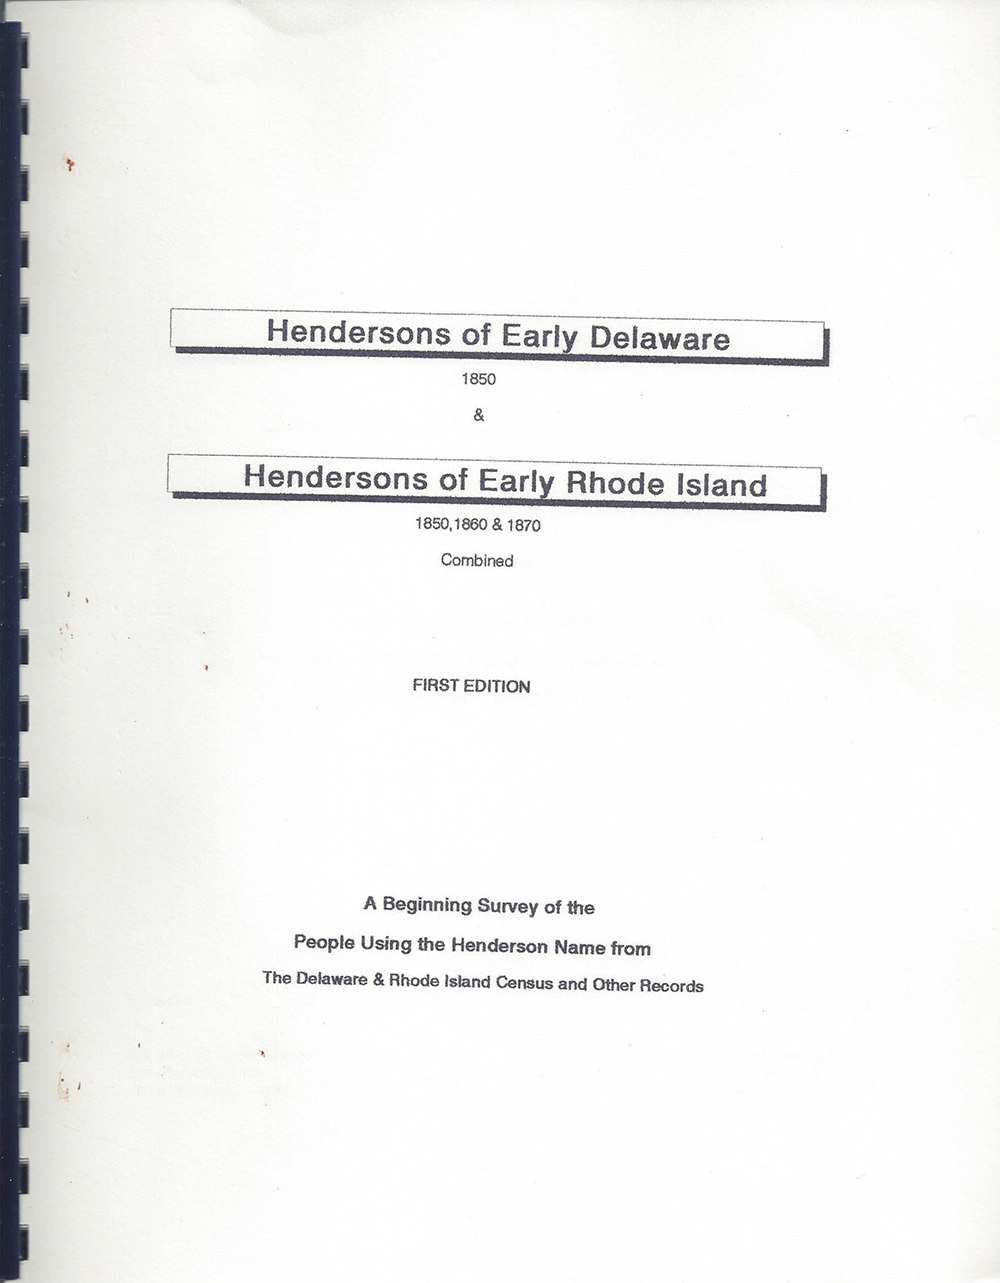 Hendersons of Early Delaware
1850
&
Hendersons of Early Rhode Island
1850,1860 & 1870
Combined
FIRST EDITION
A Beginning Survey of the
People Using the Henderson Name from
The Delaware & Rhode Island Census and Other Records